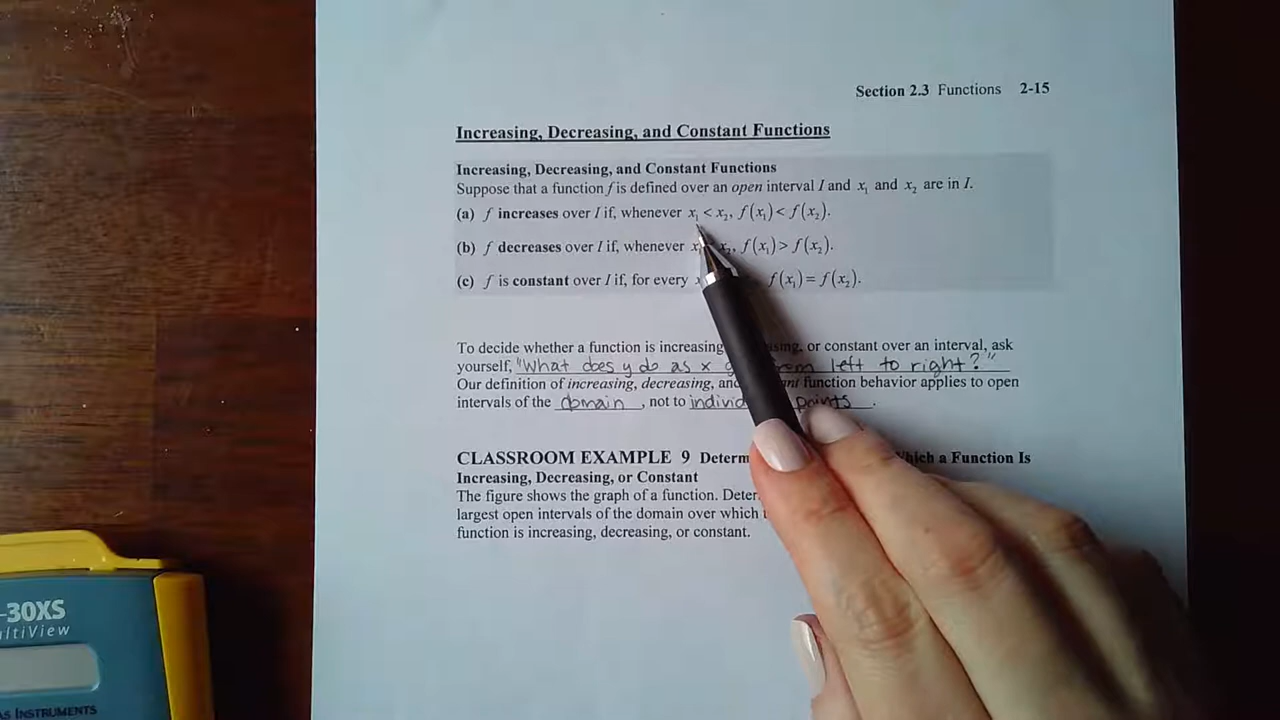 Section 2.3 Functions 2-15
Increasing, Decreasing, and Constant Functions
Increasing, Decreasing, and Constant Functions
Suppose that a function f is defined over an open interval I and x₁ and x₂ are in I.
(a) f increases over I if, whenever x₁ < x₂, f(x₁) < f(x₂).
(b) f decreases over I if, whenever x₂, f(x₁) > f(x₂).
(c) f is constant over I if, for every f(x₁) = f(x₂).
To decide whether a function is increasing, or constant over an interval, ask
yourself, "What does y do as x from left to right?"
Our definition of increasing, decreasing, and function behavior applies to open
intervals of the domain, not to points.
CLASSROOM EXAMPLE 9 Which a Function Is
Increasing, Decreasing, or Constant
The figure shows the graph of a function.
largest open intervals of the domain over which
function is increasing, decreasing, or constant.
-30XS
MultiView
INSTRUMENTS